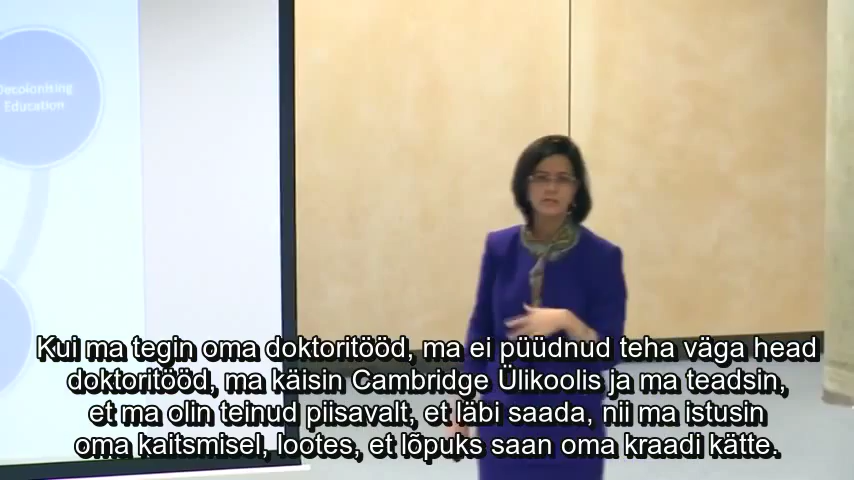 Decolonising
Education
Kui ma tegin oma doktoritööd, ma ei püüdnud teha väga head
doktoritööd, ma käisin Cambridge Ülikoolis ja ma teadsin,
et ma olin teinud piisavalt, et läbi saada, nii ma istusin
oma kaitsmisel, lootes, et lõpuks saan oma kraadi kätte.